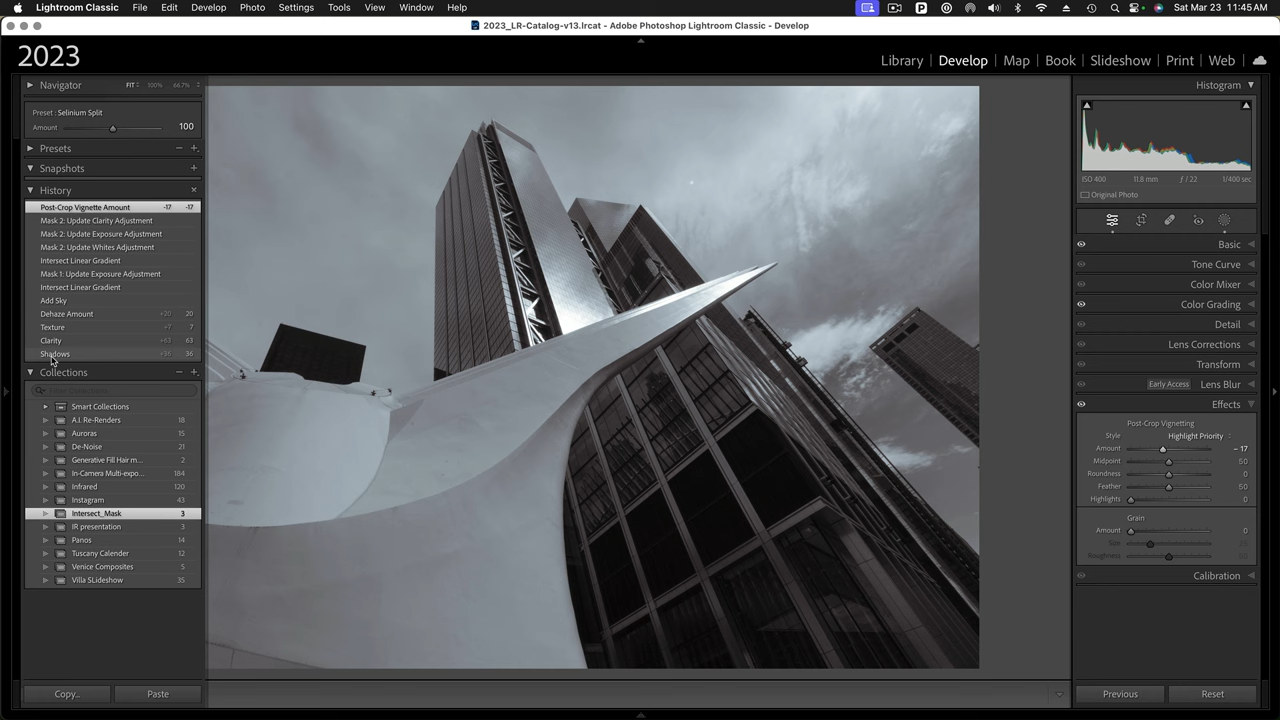 Lightroom Classic File Edit Develop Photo Settings Tools View Window Help Sat Mar 23 11:45 AM
2023_LR-Catalog-v13.lrcat - Adobe Photoshop Lightroom Classic - Develop
2023
Library Develop Map Book Slideshow Print Web
Navigator FIT 100% 66.7%
Preset : Selinium Split
Amount 100
Presets
Snapshots
History
Post-Crop Vignette Amount -17 -17
Mask 2: Update Clarity Adjustment
Mask 2: Update Exposure Adjustment
Mask 2: Update Whites Adjustment
Intersect Linear Gradient
Mask 1: Update Exposure Adjustment
Intersect Linear Gradient
Add Sky
Dehaze Amount +20 20
Texture +7 7
Clarity +63 63
Shadows +36 36
Collections
Smart Collections
A.I. Re-Renders 18
Auroras 15
De-Noise 21
Generative Fill Hair m... 2
In-Camera Multi-expo... 184
Infrared 120
Instagram 43
Intersect_Mask 3
IR presentation 3
Panos 14
Tuscany Calender 12
Venice Composites 5
Villa SLideshow 35
Copy... Paste
Histogram
ISO 400 11.8 mm ƒ / 22 1/400 sec
Original Photo
Basic
Tone Curve
Color Mixer
Color Grading
Detail
Lens Corrections
Transform
Early Access Lens Blur
Effects
Post-Crop Vignetting
Style Highlight Priority
Amount - 17
Midpoint 50
Roundness 0
Feather 50
Highlights 0
Grain
Amount 0
Size
Roughness
Calibration
Previous Reset